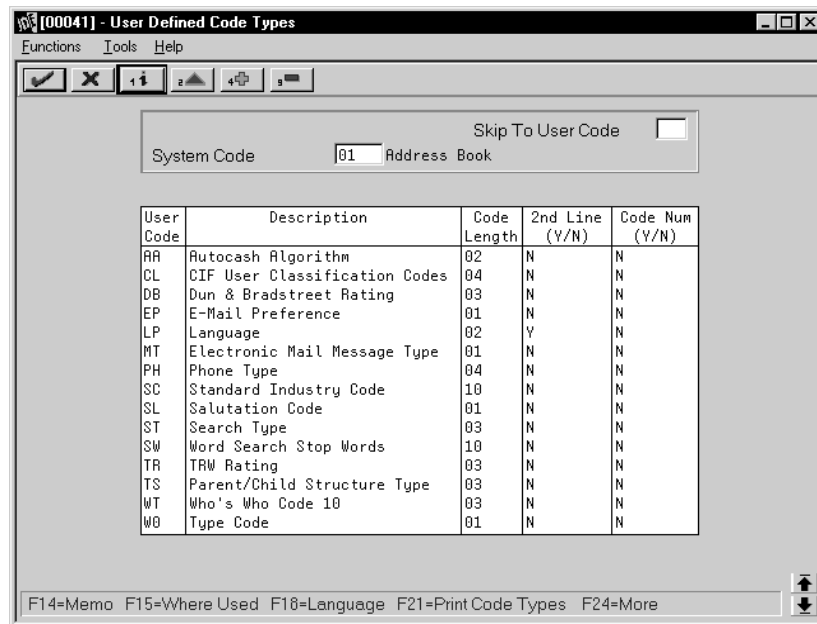 [00041] - User Defined Code Types
Functions Tools Help
1 i 2 4 9
Skip To User Code
System Code 01 Address Book
User Code Description Code Length 2nd Line (Y/N) Code Num (Y/N)
AA Autocash Algorithm 02 N N
CL CIF User Classification Codes 04 N N
DB Dun & Bradstreet Rating 03 N N
EP E-Mail Preference 01 N N
LP Language 02 Y N
MT Electronic Mail Message Type 01 N N
PH Phone Type 04 N N
SC Standard Industry Code 10 N N
SL Salutation Code 01 N N
ST Search Type 03 N N
SW Word Search Stop Words 10 N N
TR TRW Rating 03 N N
TS Parent/Child Structure Type 03 N N
WT Who's Who Code 10 03 N N
W0 Type Code 01 N N
F14=Memo F15=Where Used F18=Language F21=Print Code Types F24=More